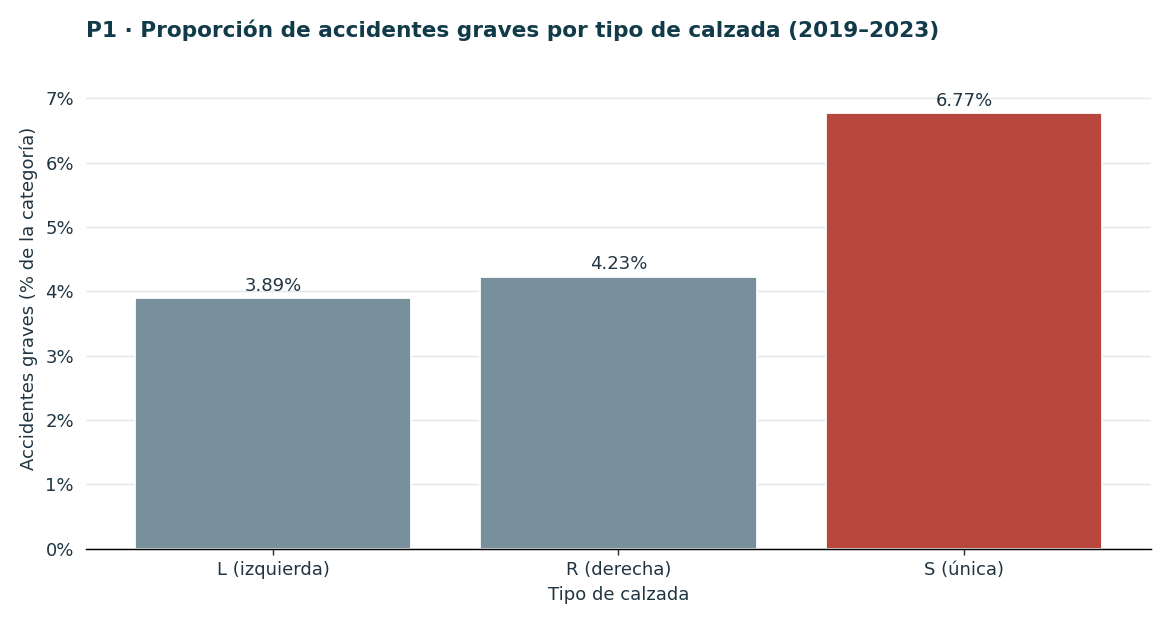 P1 · Proporción de accidentes graves por tipo de calzada (2019–2023)
Accidentes graves (% de la categoría)
7%
6%
5%
4%
3%
2%
1%
0%
3.89%
4.23%
6.77%
L (izquierda)
R (derecha)
S (única)
Tipo de calzada